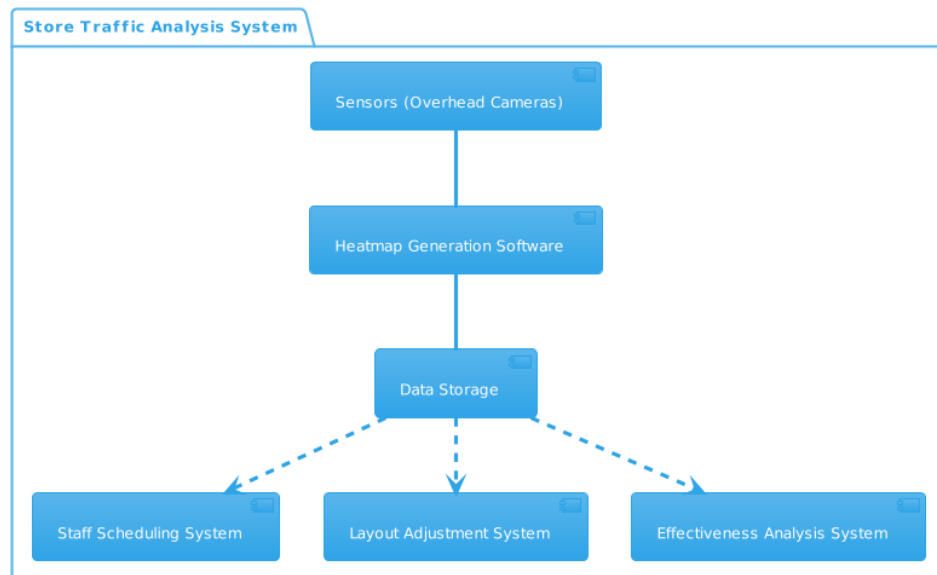 Store Traffic Analysis System
Sensors (Overhead Cameras)
Heatmap Generation Software
Data Storage
Staff Scheduling System
Layout Adjustment System
Effectiveness Analysis System